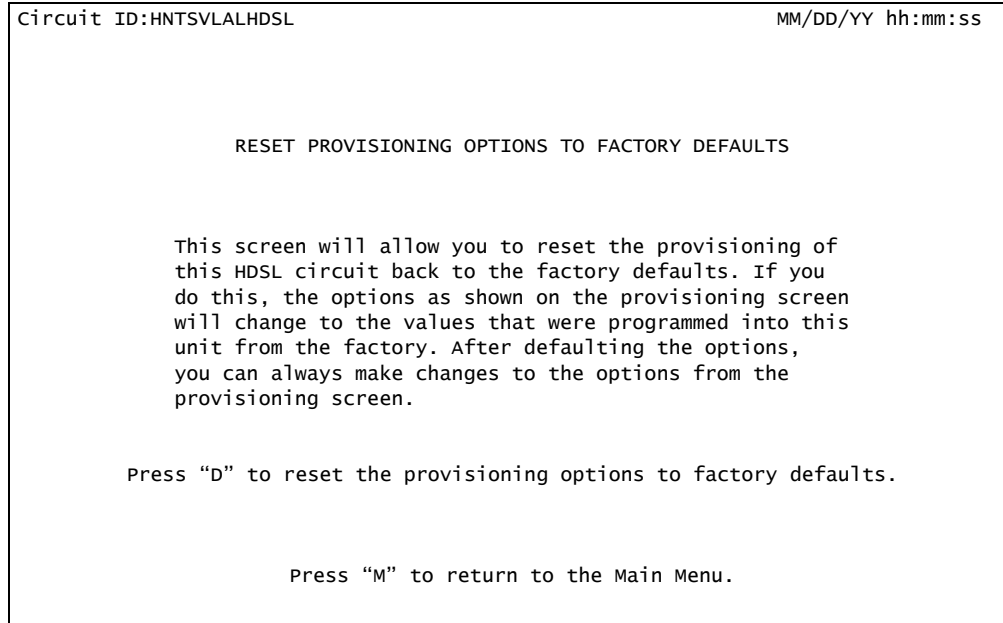 Circuit ID:HNTSVLALHDSL MM/DD/YY hh:mm:ss
RESET PROVISIONING OPTIONS TO FACTORY DEFAULTS
This screen will allow you to reset the provisioning of
this HDSL circuit back to the factory defaults. If you
do this, the options as shown on the provisioning screen
will change to the values that were programmed into this
unit from the factory. After defaulting the options,
you can always make changes to the options from the
provisioning screen.
Press “D” to reset the provisioning options to factory defaults.
Press “M” to return to the Main Menu.